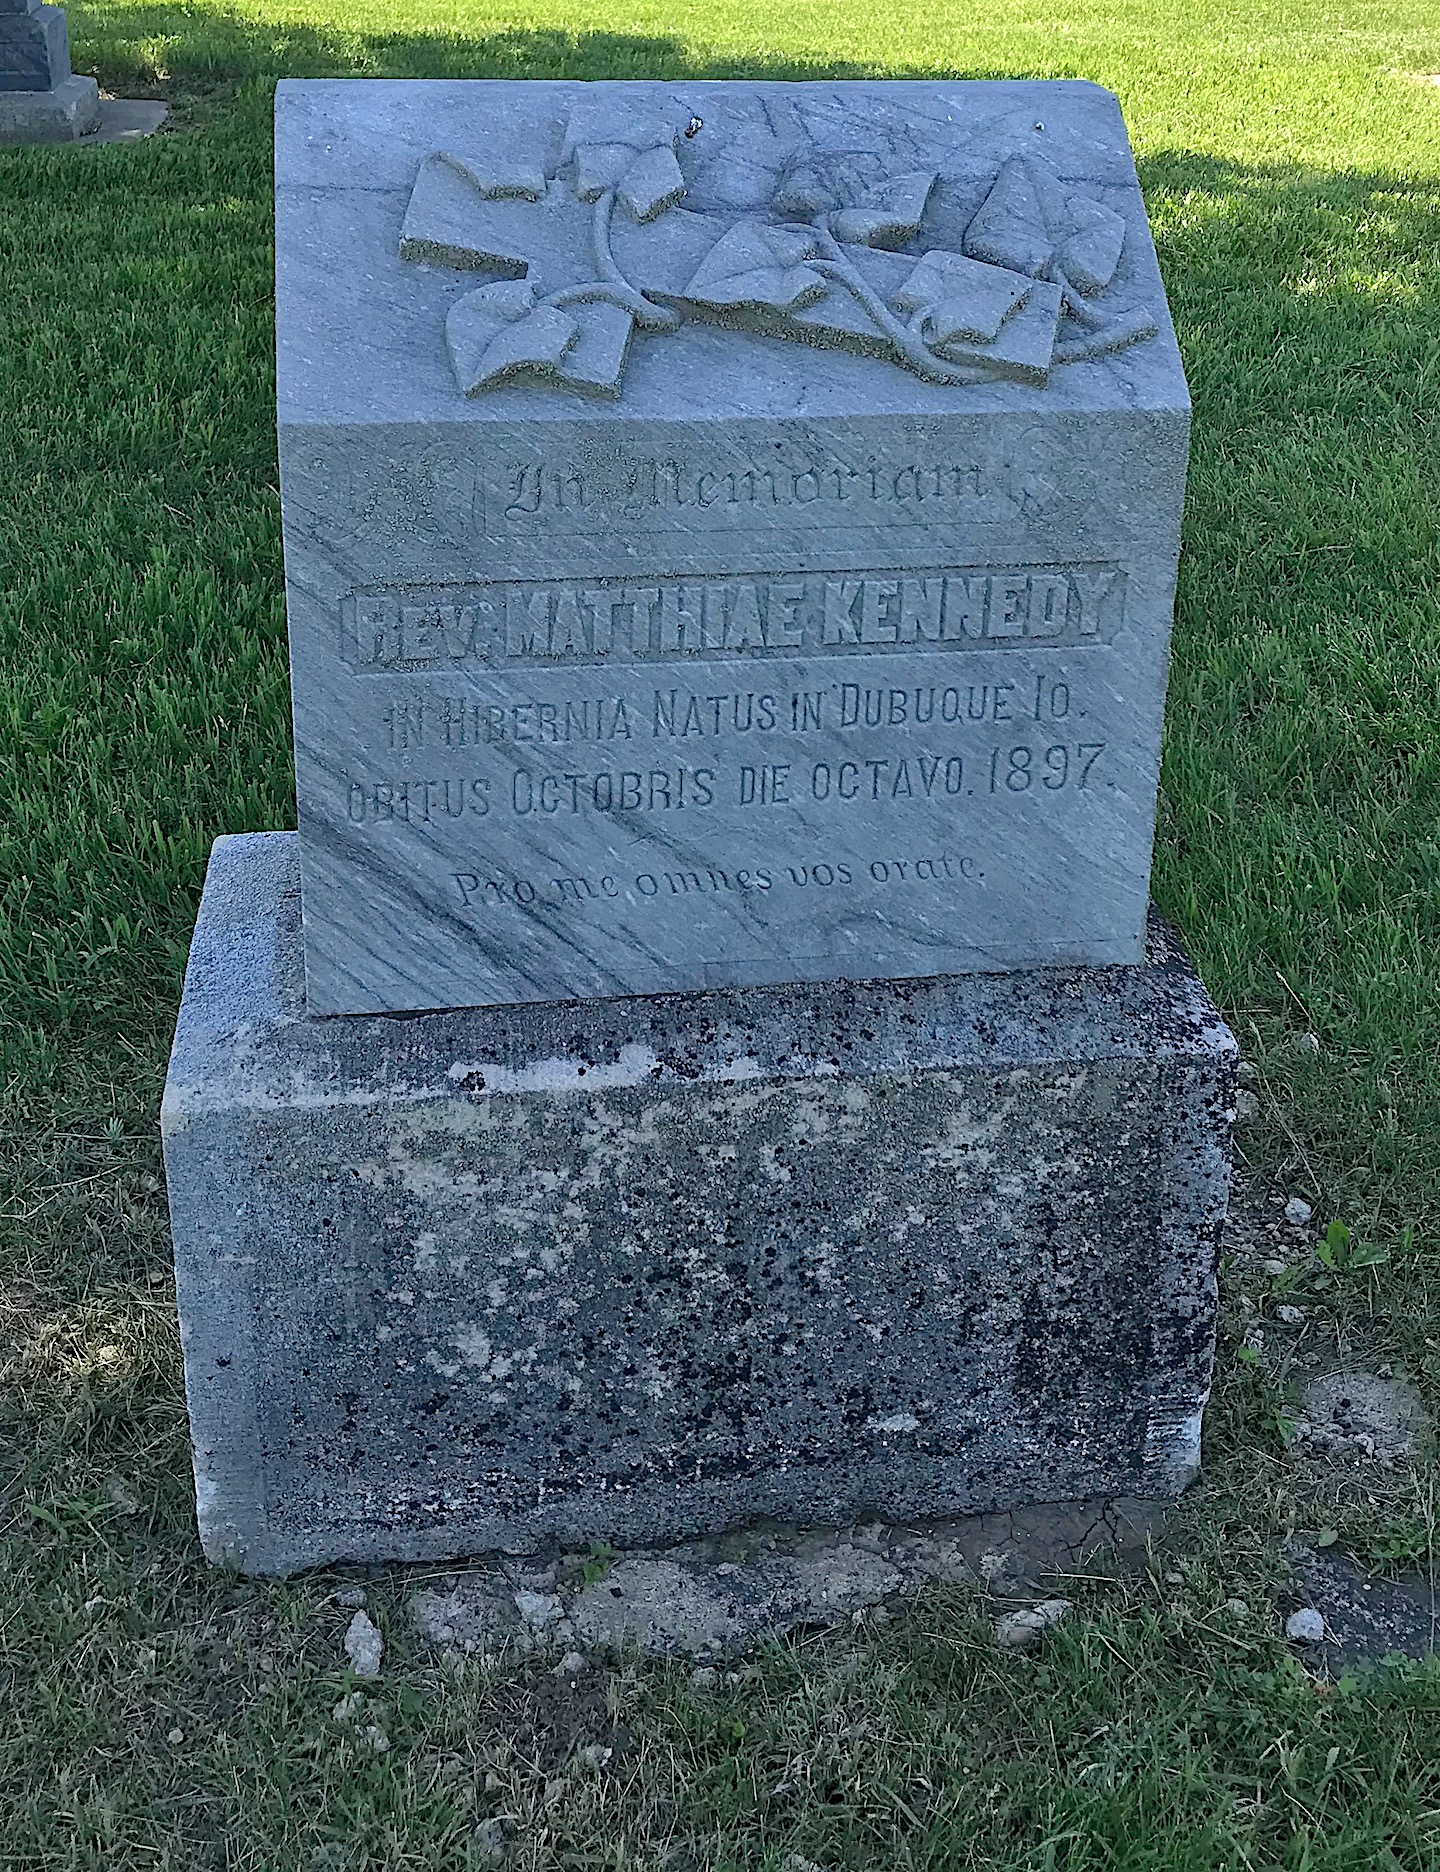 In Memoriam
REV. MATTHIAE KENNEDY
IN HIBERNIA NATUS IN DUBUQUE IO.
OBITUS OCTOBRIS DIE OCTAVO. 1897.
Pro me omnes vos orate.